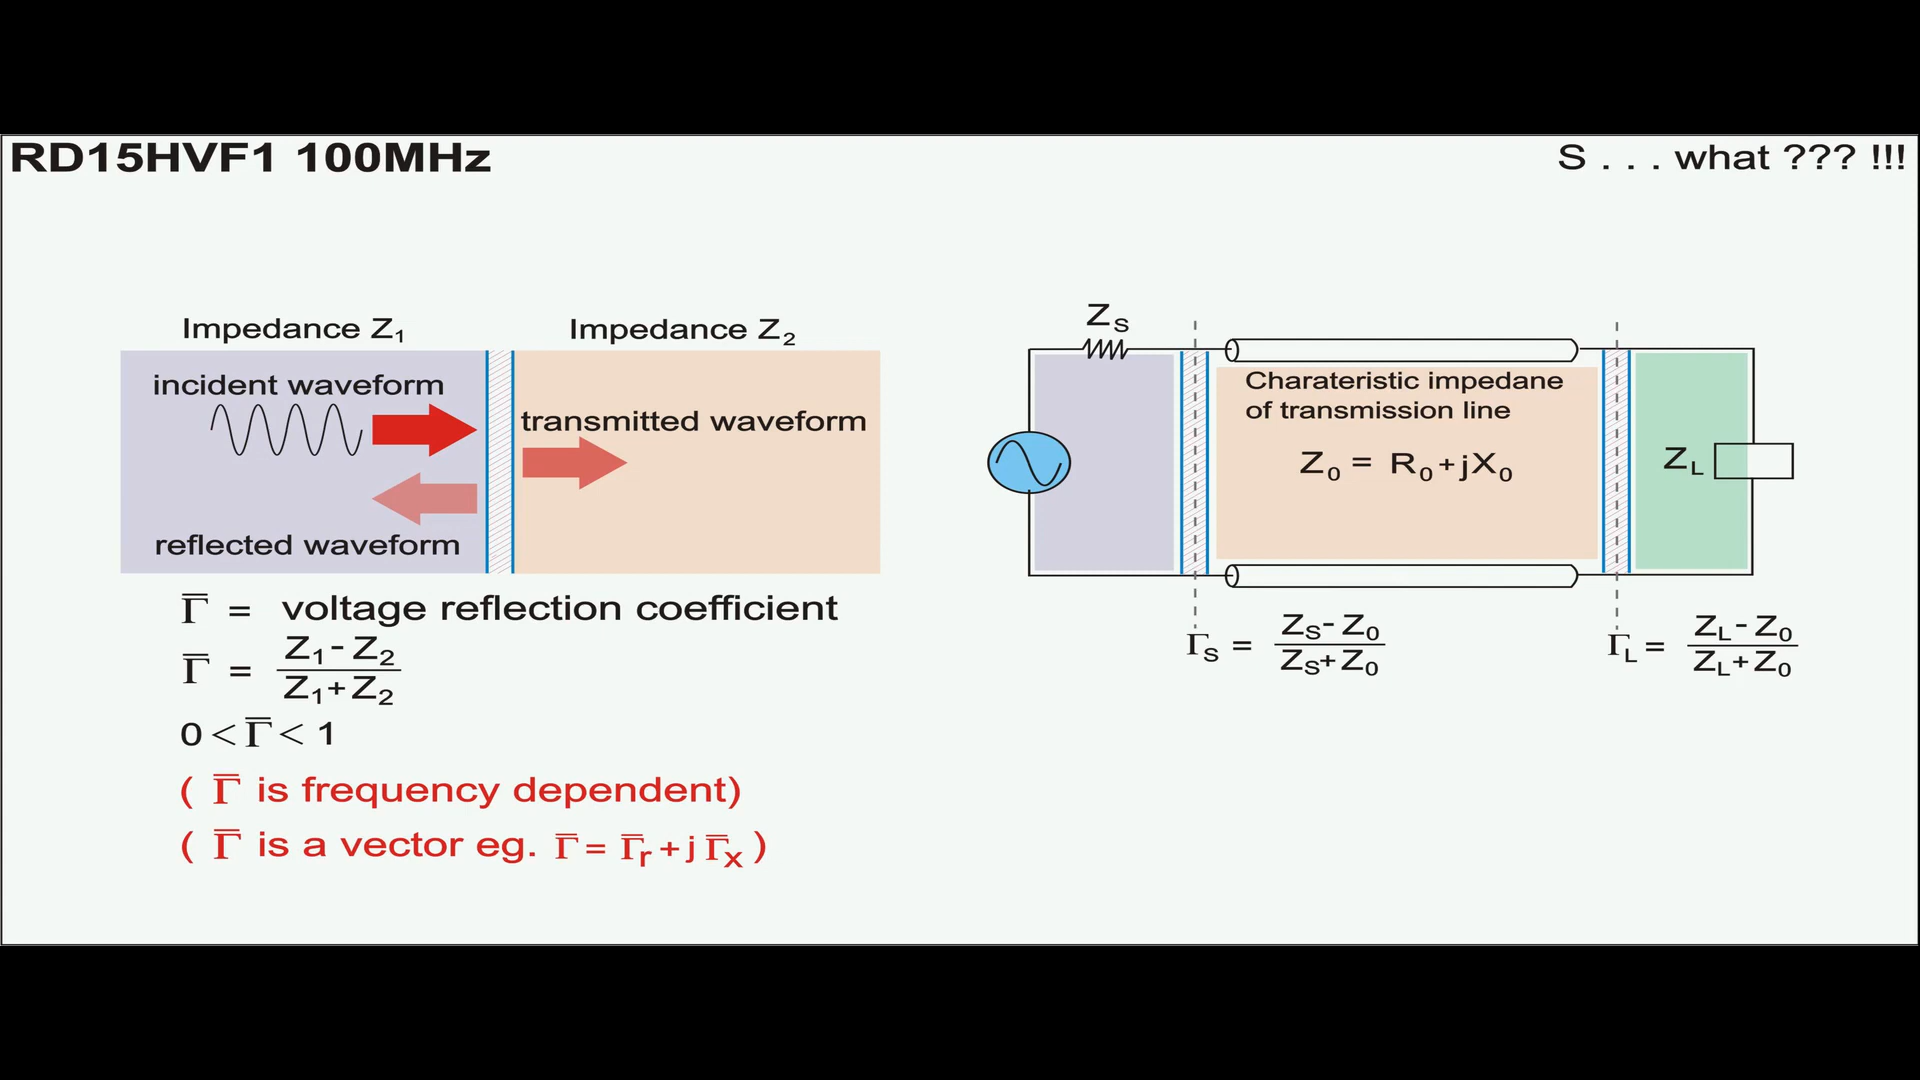 RD15HVF1 100MHz
S . . . what ??? !!!
Impedance Z₁
Impedance Z₂
incident waveform
transmitted waveform
reflected waveform
Γ̅ = voltage reflection coefficient
Γ̅ = Z₁ - Z₂ / Z₁ + Z₂
0 < Γ̅ < 1
( Γ̅ is frequency dependent)
( Γ̅ is a vector eg. Γ̅ = Γ̅r + j Γ̅x )
ZS
Charateristic impedane
of transmission line
Z₀ = R₀ + jX₀
ZL
ΓS = ZS - Z₀ / ZS + Z₀
ΓL = ZL - Z₀ / ZL + Z₀